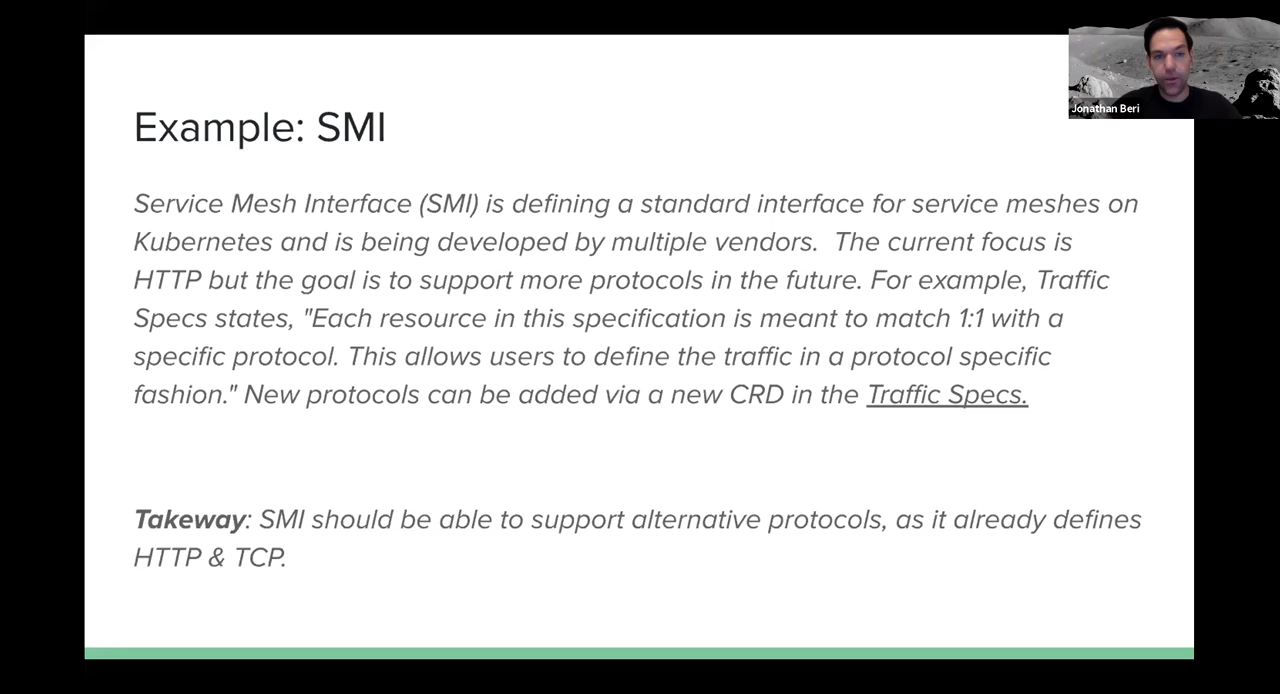 Jonathan Beri
Example: SMI
Service Mesh Interface (SMI) is defining a standard interface for service meshes on
Kubernetes and is being developed by multiple vendors.  The current focus is
HTTP but the goal is to support more protocols in the future. For example, Traffic
Specs states, "Each resource in this specification is meant to match 1:1 with a
specific protocol. This allows users to define the traffic in a protocol specific
fashion." New protocols can be added via a new CRD in the Traffic Specs.
Takeway: SMI should be able to support alternative protocols, as it already defines
HTTP & TCP.